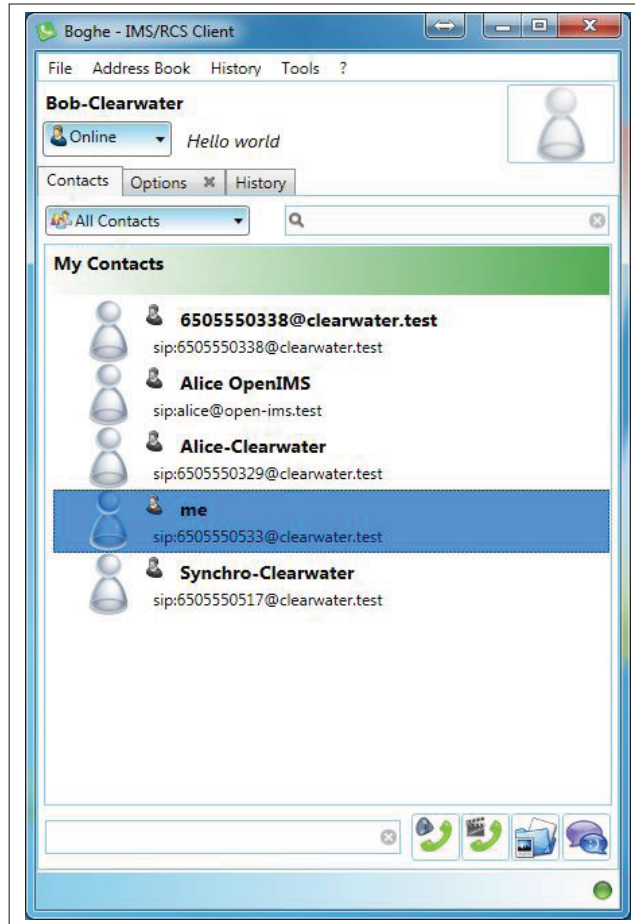 Boghe - IMS/RCS Client
File Address Book History Tools ?
Bob-Clearwater
Online Hello world
Contacts Options History
All Contacts
My Contacts
6505550338@clearwater.test
sip:6505550338@clearwater.test
Alice OpenIMS
sip:alice@open-ims.test
Alice-Clearwater
sip:6505550329@clearwater.test
me
sip:6505550533@clearwater.test
Synchro-Clearwater
sip:6505550517@clearwater.test